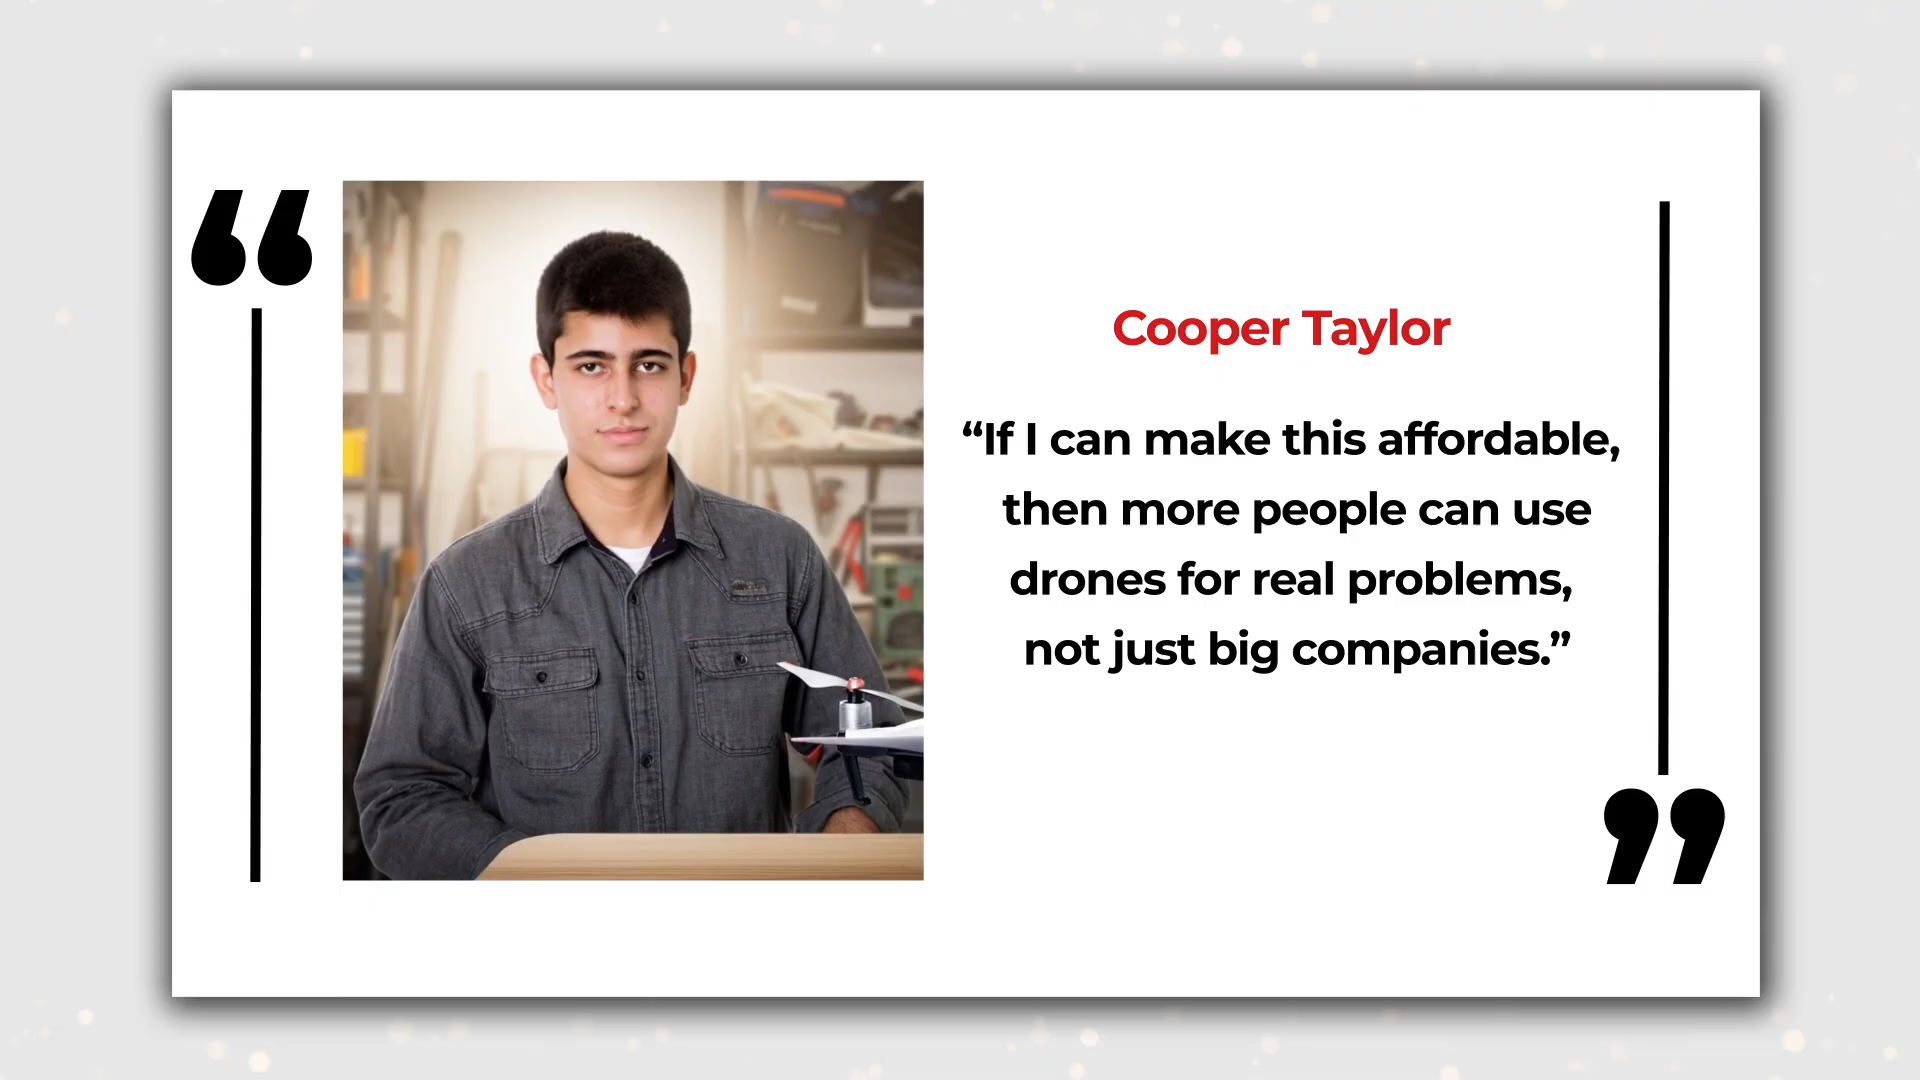 Cooper Taylor
“If I can make this affordable,
then more people can use
drones for real problems,
not just big companies.”